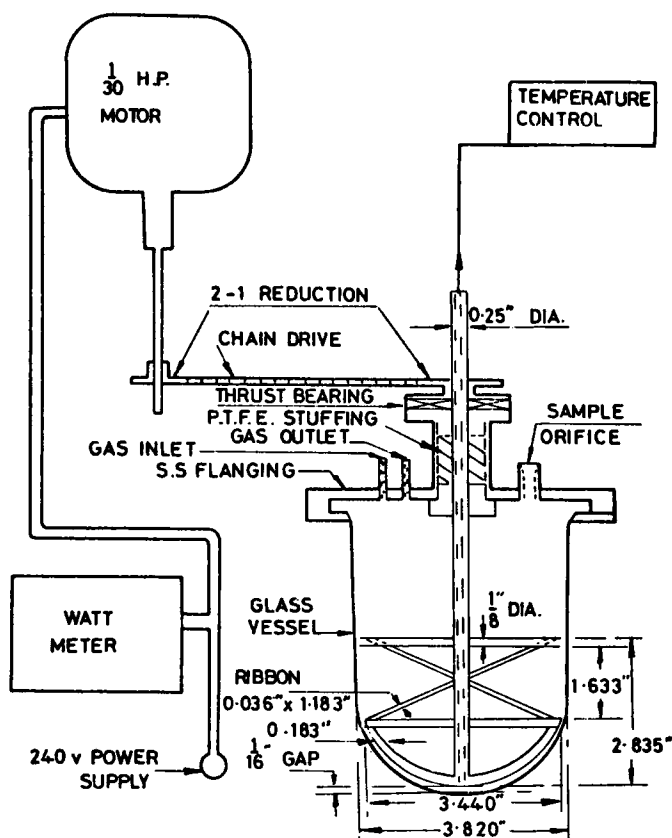 1/30 H.P.
MOTOR
TEMPERATURE
CONTROL
2-1 REDUCTION
0.25" DIA.
CHAIN DRIVE
THRUST BEARING
P.T.F.E. STUFFING
GAS OUTLET
GAS INLET
S.S FLANGING
SAMPLE
ORIFICE
WATT
METER
GLASS
VESSEL
1/8" DIA.
RIBBON
0.036" x 1.183"
0.183"
1/16" GAP
1.633"
2.835"
240 v POWER
SUPPLY
3.440"
3.820"